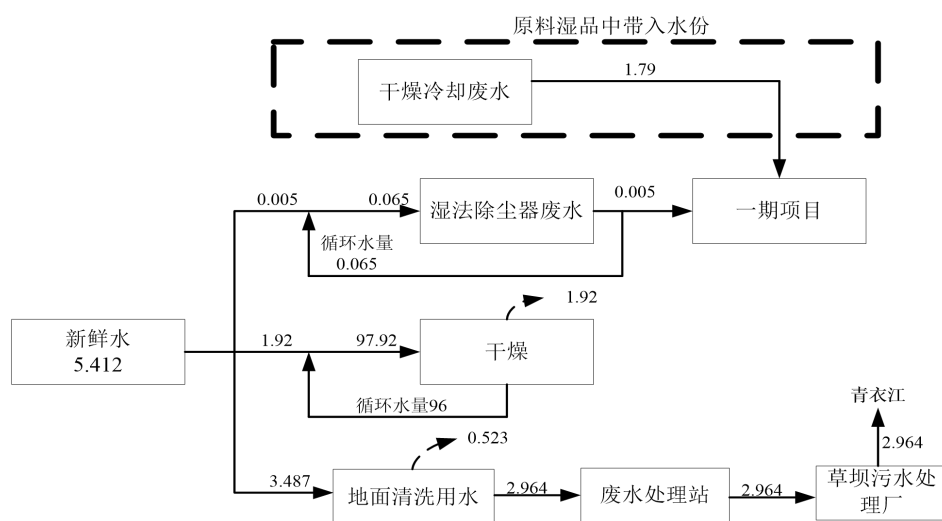 原料湿品中带入水份
干燥冷却废水
1.79
0.005
0.065
湿法除尘器废水
0.005
一期项目
循环水量
0.065
新鲜水
5.412
1.92
97.92
干燥
1.92
循环水量96
0.523
3.487
地面清洗用水
2.964
废水处理站
2.964
草坝污水处
理厂
2.964
青衣江